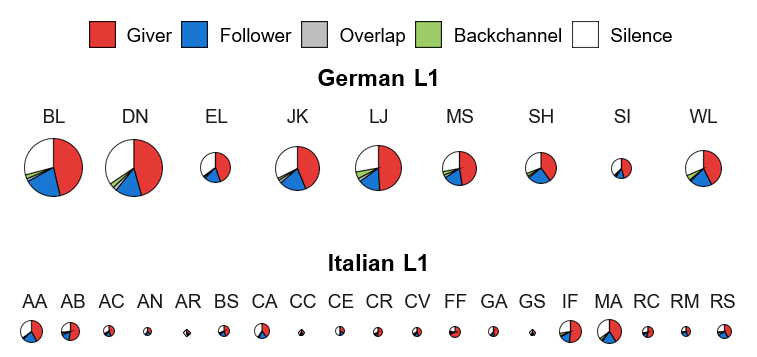 Giver Follower Overlap Backchannel Silence
German L1
BL DN EL JK LJ MS SH SI WL
Italian L1
AA AB AC AN AR BS CA CC CE CR CV FF GA GS IF MA RC RM RS